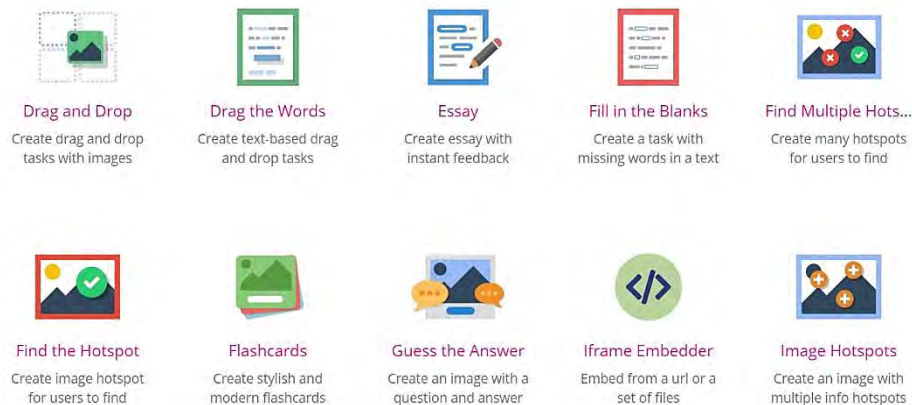 Drag and Drop
Create drag and drop
tasks with images
Drag the Words
Create text-based drag
and drop tasks
Essay
Create essay with
instant feedback
Fill in the Blanks
Create a task with
missing words in a text
Find Multiple Hots...
Create many hotspots
for users to find
Find the Hotspot
Create image hotspot
for users to find
Flashcards
Create stylish and
modern flashcards
Guess the Answer
Create an image with a
question and answer
Iframe Embedder
Embed from a url or a
set of files
Image Hotspots
Create an image with
multiple info hotspots